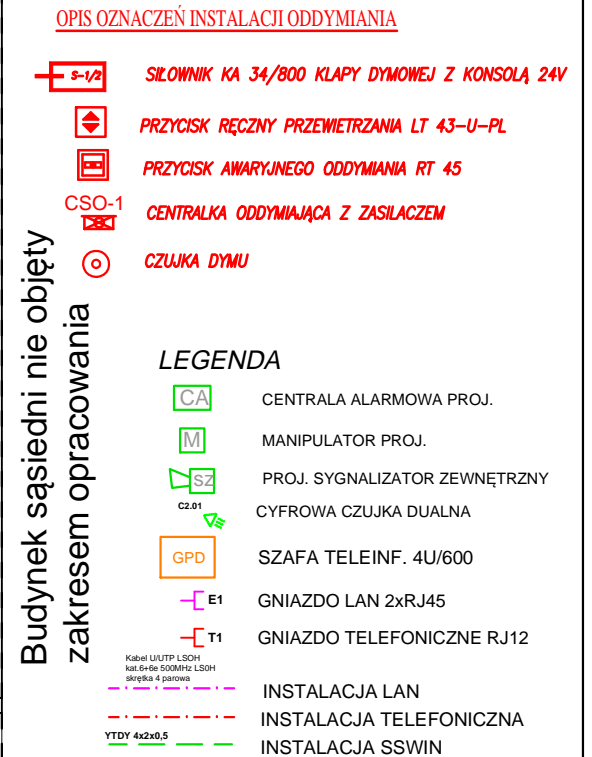 OPIS OZNACZEŃ INSTALACJI ODDYMIANIA
S-1/2 SIŁOWNIK KA 34/800 KLAPY DYMOWEJ Z KONSOLĄ 24V
PRZYCISK RĘCZNY PRZEWIETRZANIA LT 43-U-PL
PRZYCISK AWARYJNEGO ODDYMIANIA RT 45
CSO-1 CENTRALKA ODDYMIAJĄCA Z ZASILACZEM
CZUJKA DYMU
Budynek sąsiedni nie objęty
zakresem opracowania
LEGENDA
CA CENTRALA ALARMOWA PROJ.
M MANIPULATOR PROJ.
SZ PROJ. SYGNALIZATOR ZEWNĘTRZNY
C2.01 CYFROWA CZUJKA DUALNA
GPD SZAFA TELEINF. 4U/600
E1 GNIAZDO LAN 2xRJ45
T1 GNIAZDO TELEFONICZNE RJ12
Kabel U/UTP LSOH
kat.6+6e 500MHz LS0H
skrętka 4 parowa
INSTALACJA LAN
INSTALACJA TELEFONICZNA
YTDY 4x2x0,5
INSTALACJA SSWIN